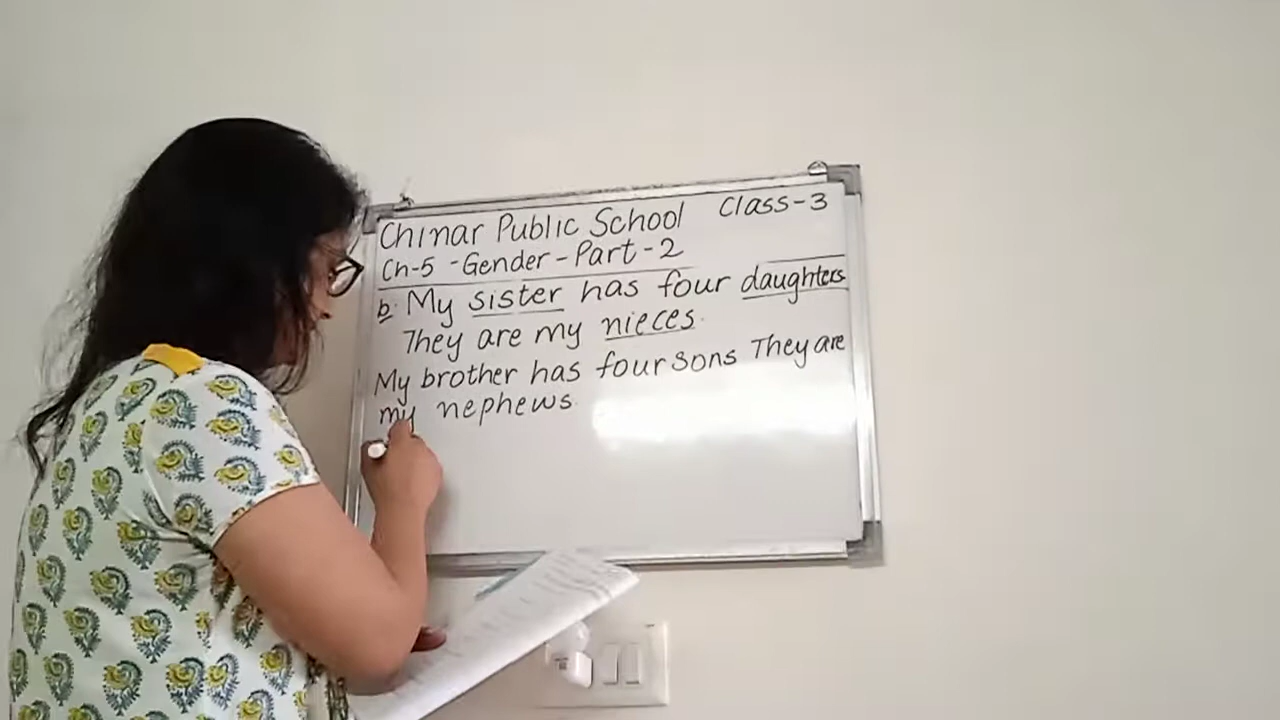 Chinar Public School Class-3
Ch-5 - Gender - Part - 2
b. My sister has four daughters
They are my nieces.
My brother has four sons They are
my nephews.